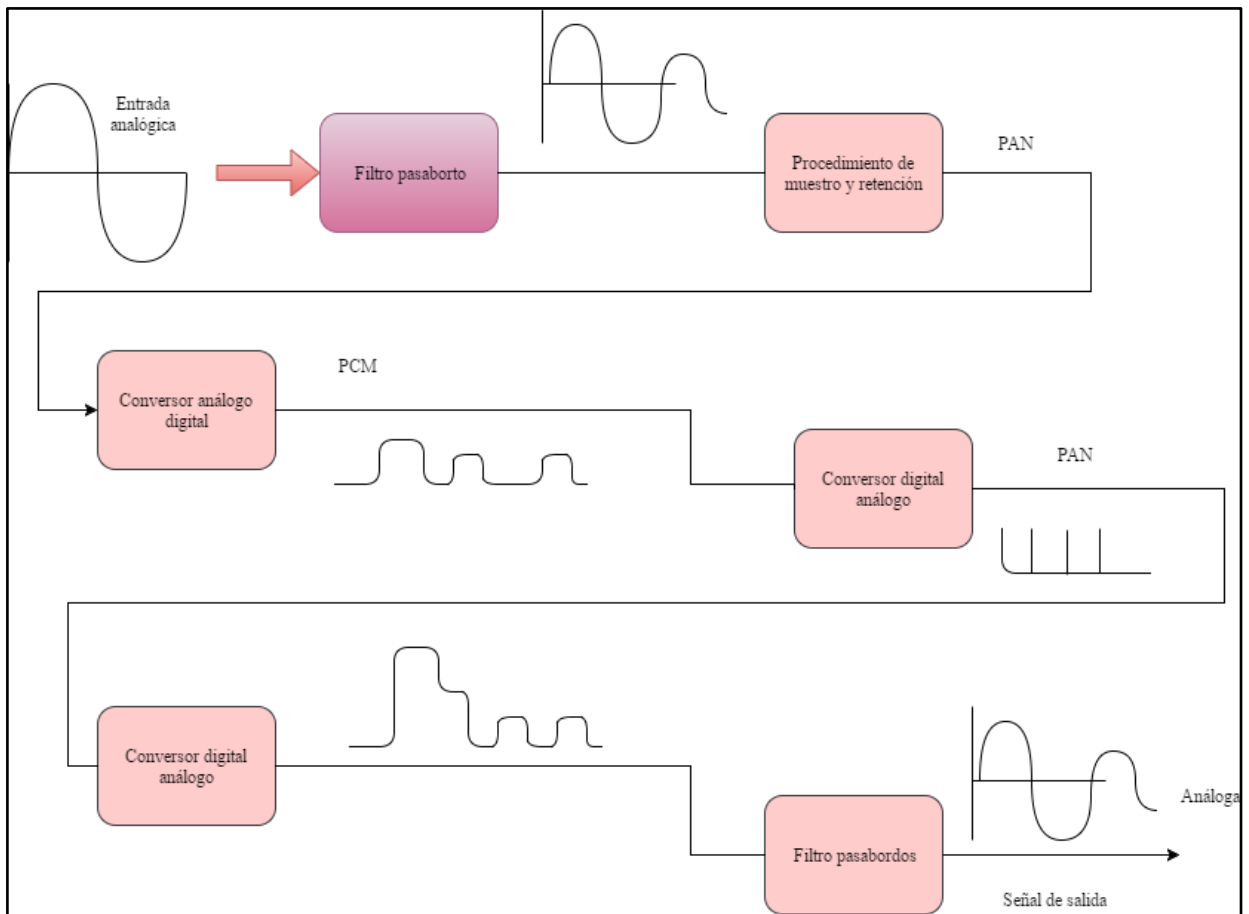 Entrada
analógica
Filtro pasaborto
Procedimiento de
muestro y retención
PAN
Conversor análogo
digital
PCM
Conversor digital
análogo
PAN
Conversor digital
análogo
Filtro pasabordos
Análoga
Señal de salida